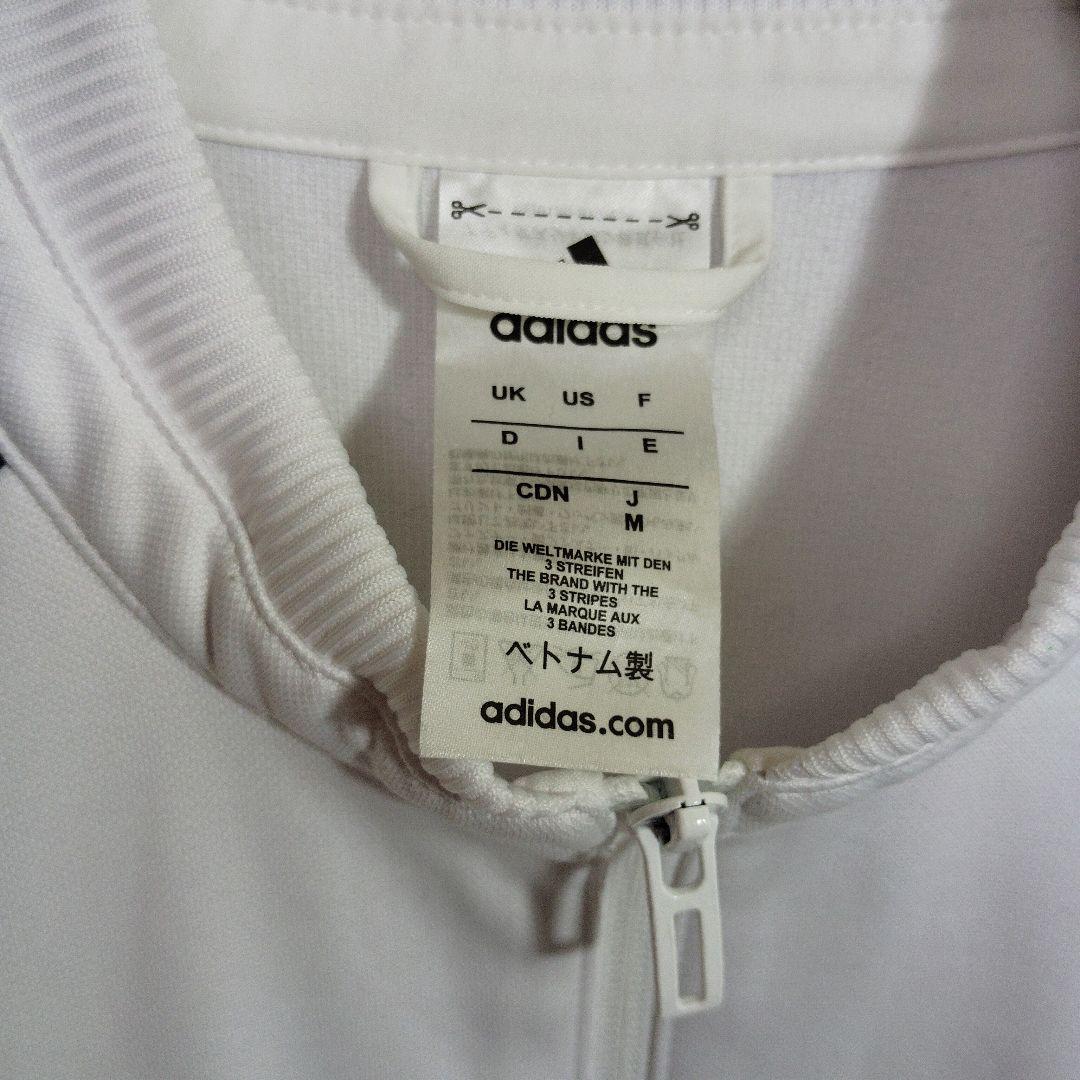 adidas
UK US F
D I E
CDN J
M
DIE WELTMARKE MIT DEN
3 STREIFEN
THE BRAND WITH THE
3 STRIPES
LA MARQUE AUX
3 BANDES
ベトナム製
adidas.com